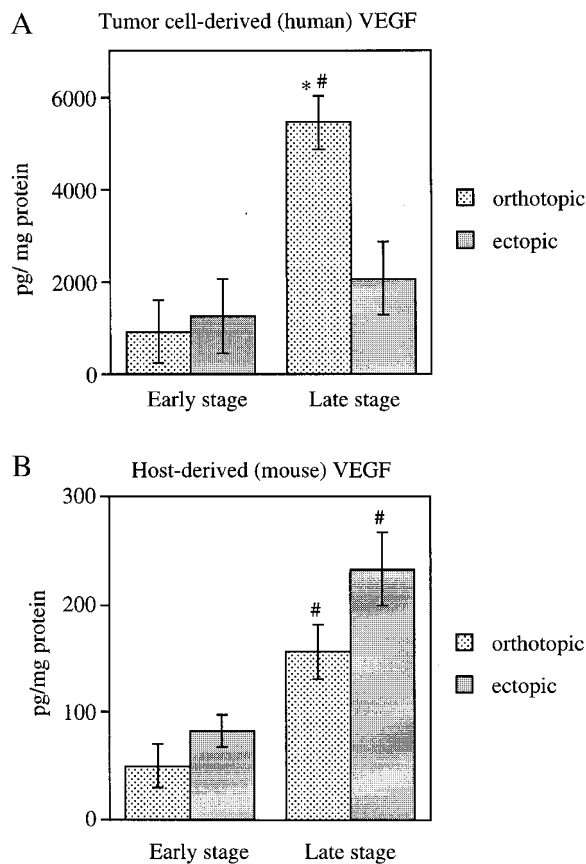 A
Tumor cell-derived (human) VEGF
6000
4000
2000
0
pg/ mg protein
* #
orthotopic
ectopic
Early stage
Late stage
B
Host-derived (mouse) VEGF
300
200
100
0
pg/mg protein
#
#
orthotopic
ectopic
Early stage
Late stage